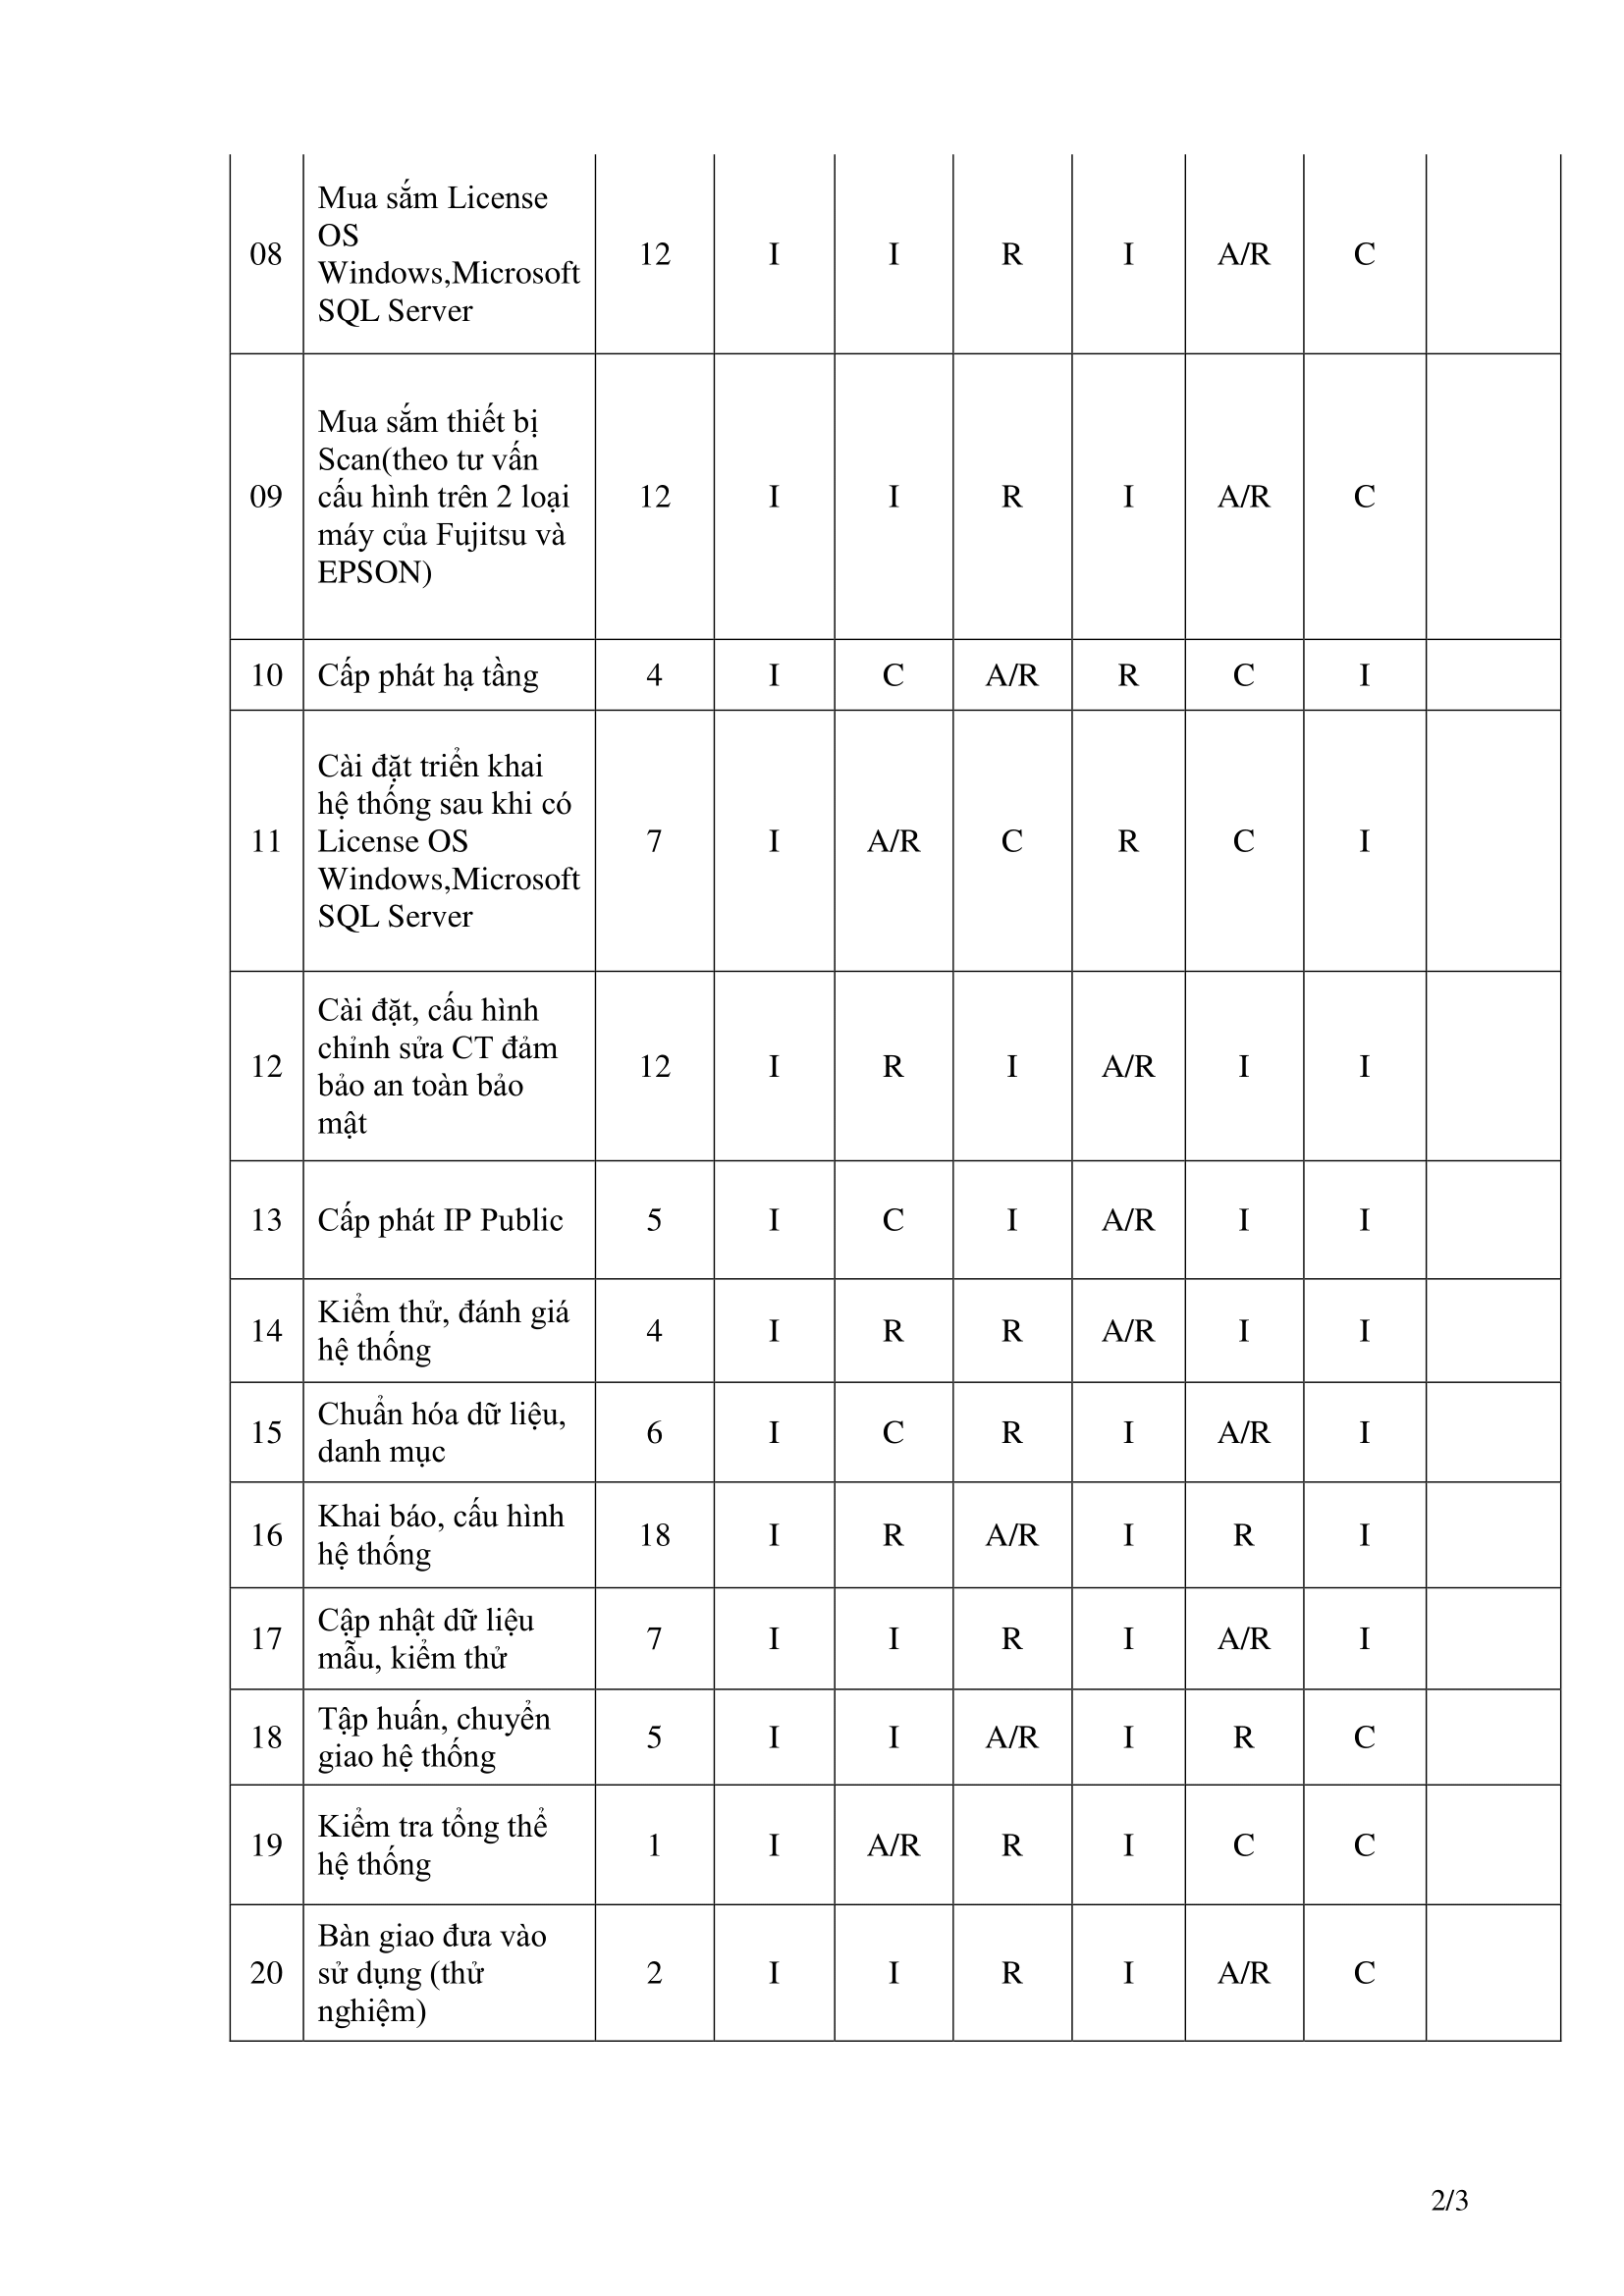 Mua sắm License
OS
08 Windows,Microsoft 12 I I R I A/R C
SQL Server
Mua sắm thiết bị
Scan(theo tư vấn
09 cấu hình trên 2 loại 12 I I R I A/R C
máy của Fujitsu và
EPSON)
10 Cấp phát hạ tầng 4 I C A/R R C I
Cài đặt triển khai
hệ thống sau khi có
11 License OS 7 I A/R C R C I
Windows,Microsoft
SQL Server
Cài đặt, cấu hình
chỉnh sửa CT đảm
12 bảo an toàn bảo 12 I R I A/R I I
mật
13 Cấp phát IP Public 5 I C I A/R I I
14 Kiểm thử, đánh giá 4 I R R A/R I I
hệ thống
15 Chuẩn hóa dữ liệu, 6 I C R I A/R I
danh mục
16 Khai báo, cấu hình 18 I R A/R I R I
hệ thống
17 Cập nhật dữ liệu 7 I I R I A/R I
mẫu, kiểm thử
18 Tập huấn, chuyển 5 I I A/R I R C
giao hệ thống
19 Kiểm tra tổng thể 1 I A/R R I C C
hệ thống
Bàn giao đưa vào
20 sử dụng (thử 2 I I R I A/R C
nghiệm)
2/3